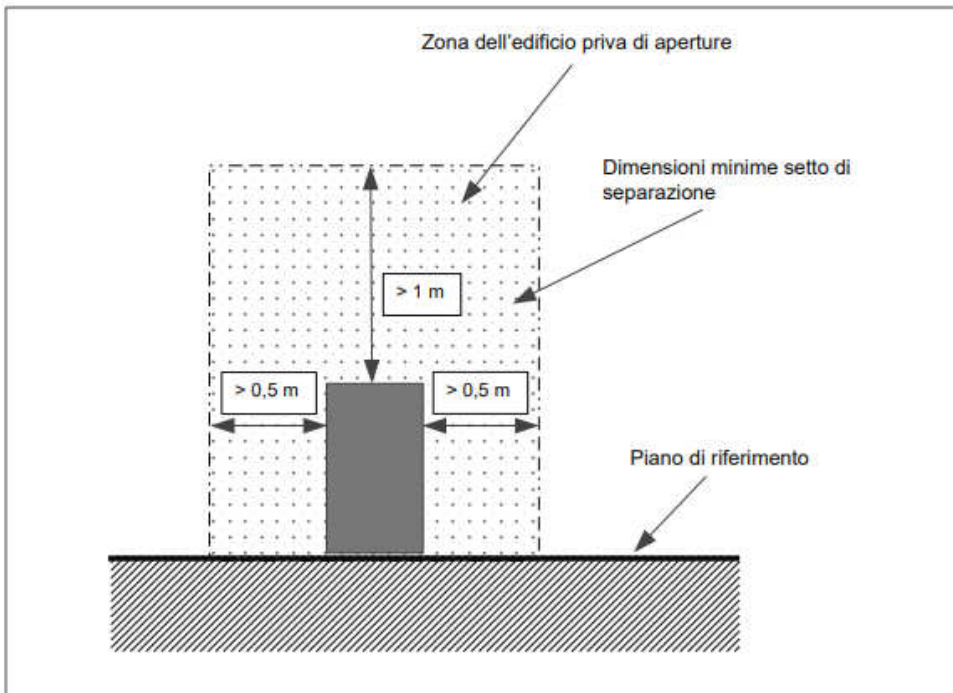 Zona dell'edificio priva di aperture
Dimensioni minime setto di
separazione
> 1 m
> 0,5 m
> 0,5 m
Piano di riferimento